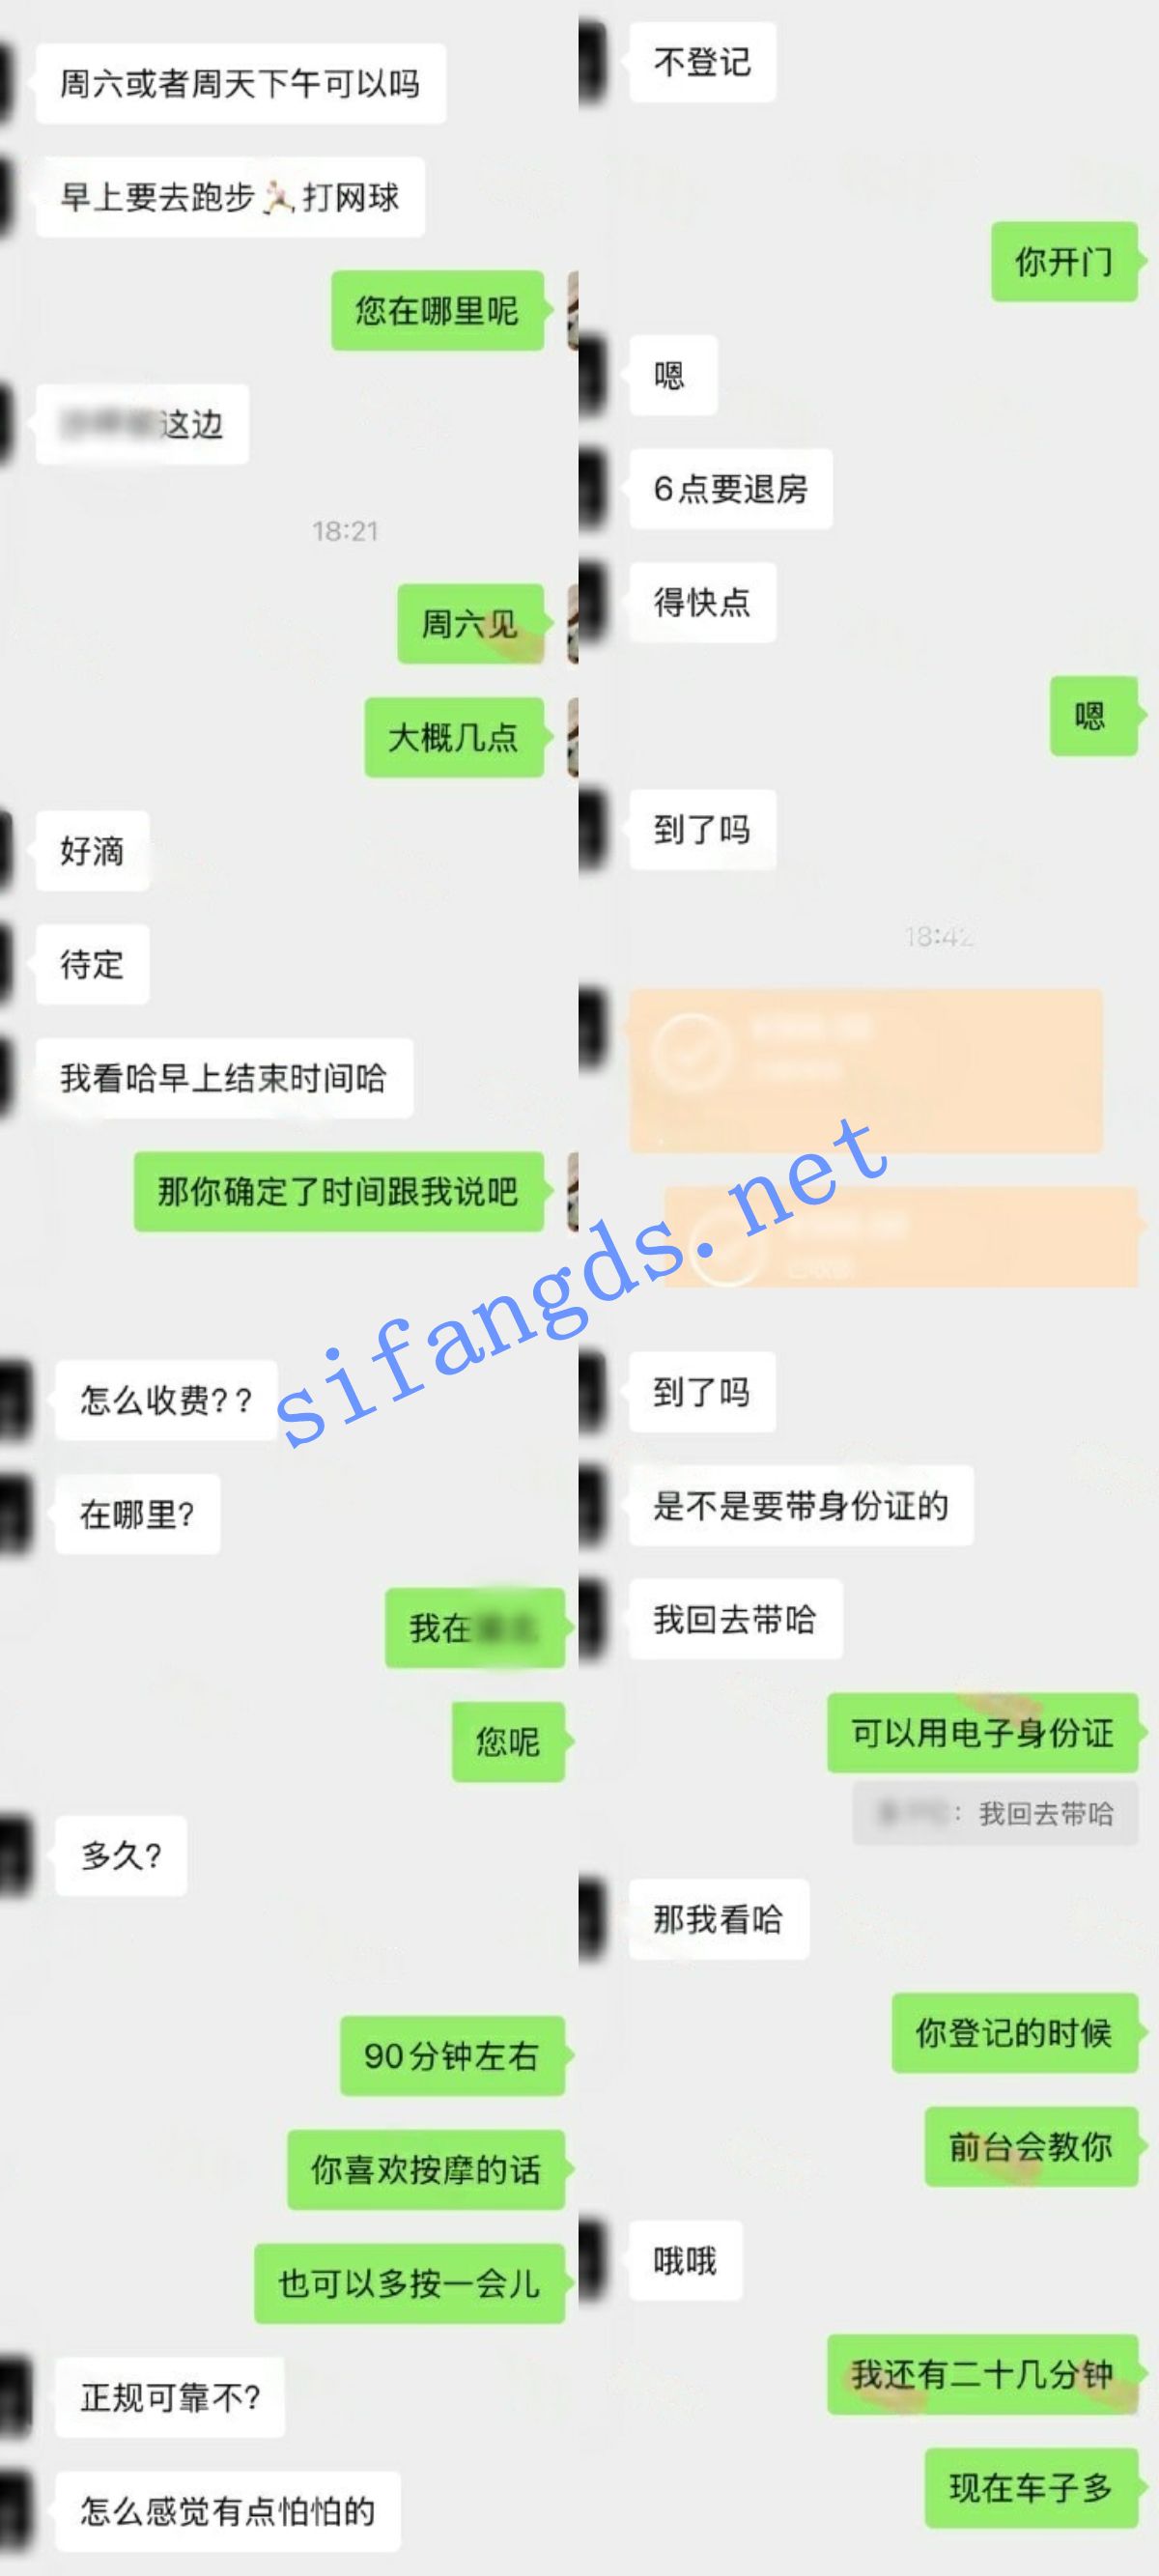 周六或者周天下午可以吗
早上要去跑步🏃打网球
您在哪里呢
这边
18:21
周六见
大概几点
好滴
待定
我看哈早上结束时间哈
那你确定了时间跟我说吧
怎么收费??
在哪里?
我在
您呢
多久?
90分钟左右
你喜欢按摩的话
也可以多按一会儿
正规可靠不?
怎么感觉有点怕怕的
不登记
你开门
嗯
6点要退房
得快点
嗯
到了吗
18:42
到了吗
是不是要带身份证的
我回去带哈
可以用电子身份证
：我回去带哈
那我看哈
你登记的时候
前台会教你
哦哦
我还有二十几分钟
现在车子多
sifangds.net